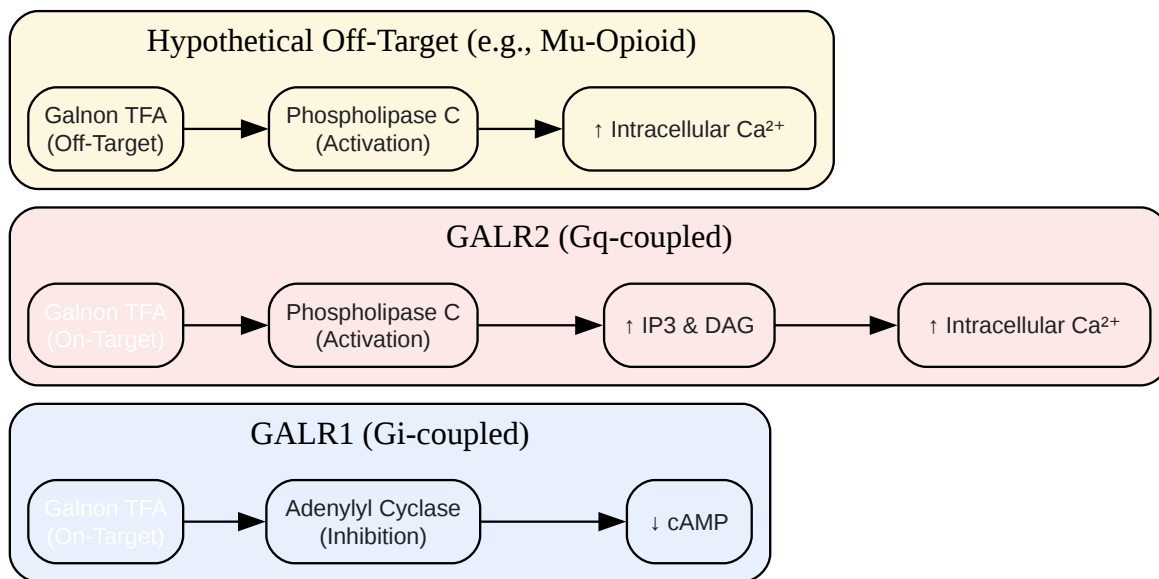 Hypothetical Off-Target (e.g., Mu-Opioid)
Galnon TFA
(Off-Target)
Phospholipase C
(Activation)
↑ Intracellular Ca²⁺
GALR2 (Gq-coupled)
Galnon TFA
(On-Target)
Phospholipase C
(Activation)
↑ IP3 & DAG
↑ Intracellular Ca²⁺
GALR1 (Gi-coupled)
Galnon TFA
(On-Target)
Adenylyl Cyclase
(Inhibition)
↓ cAMP